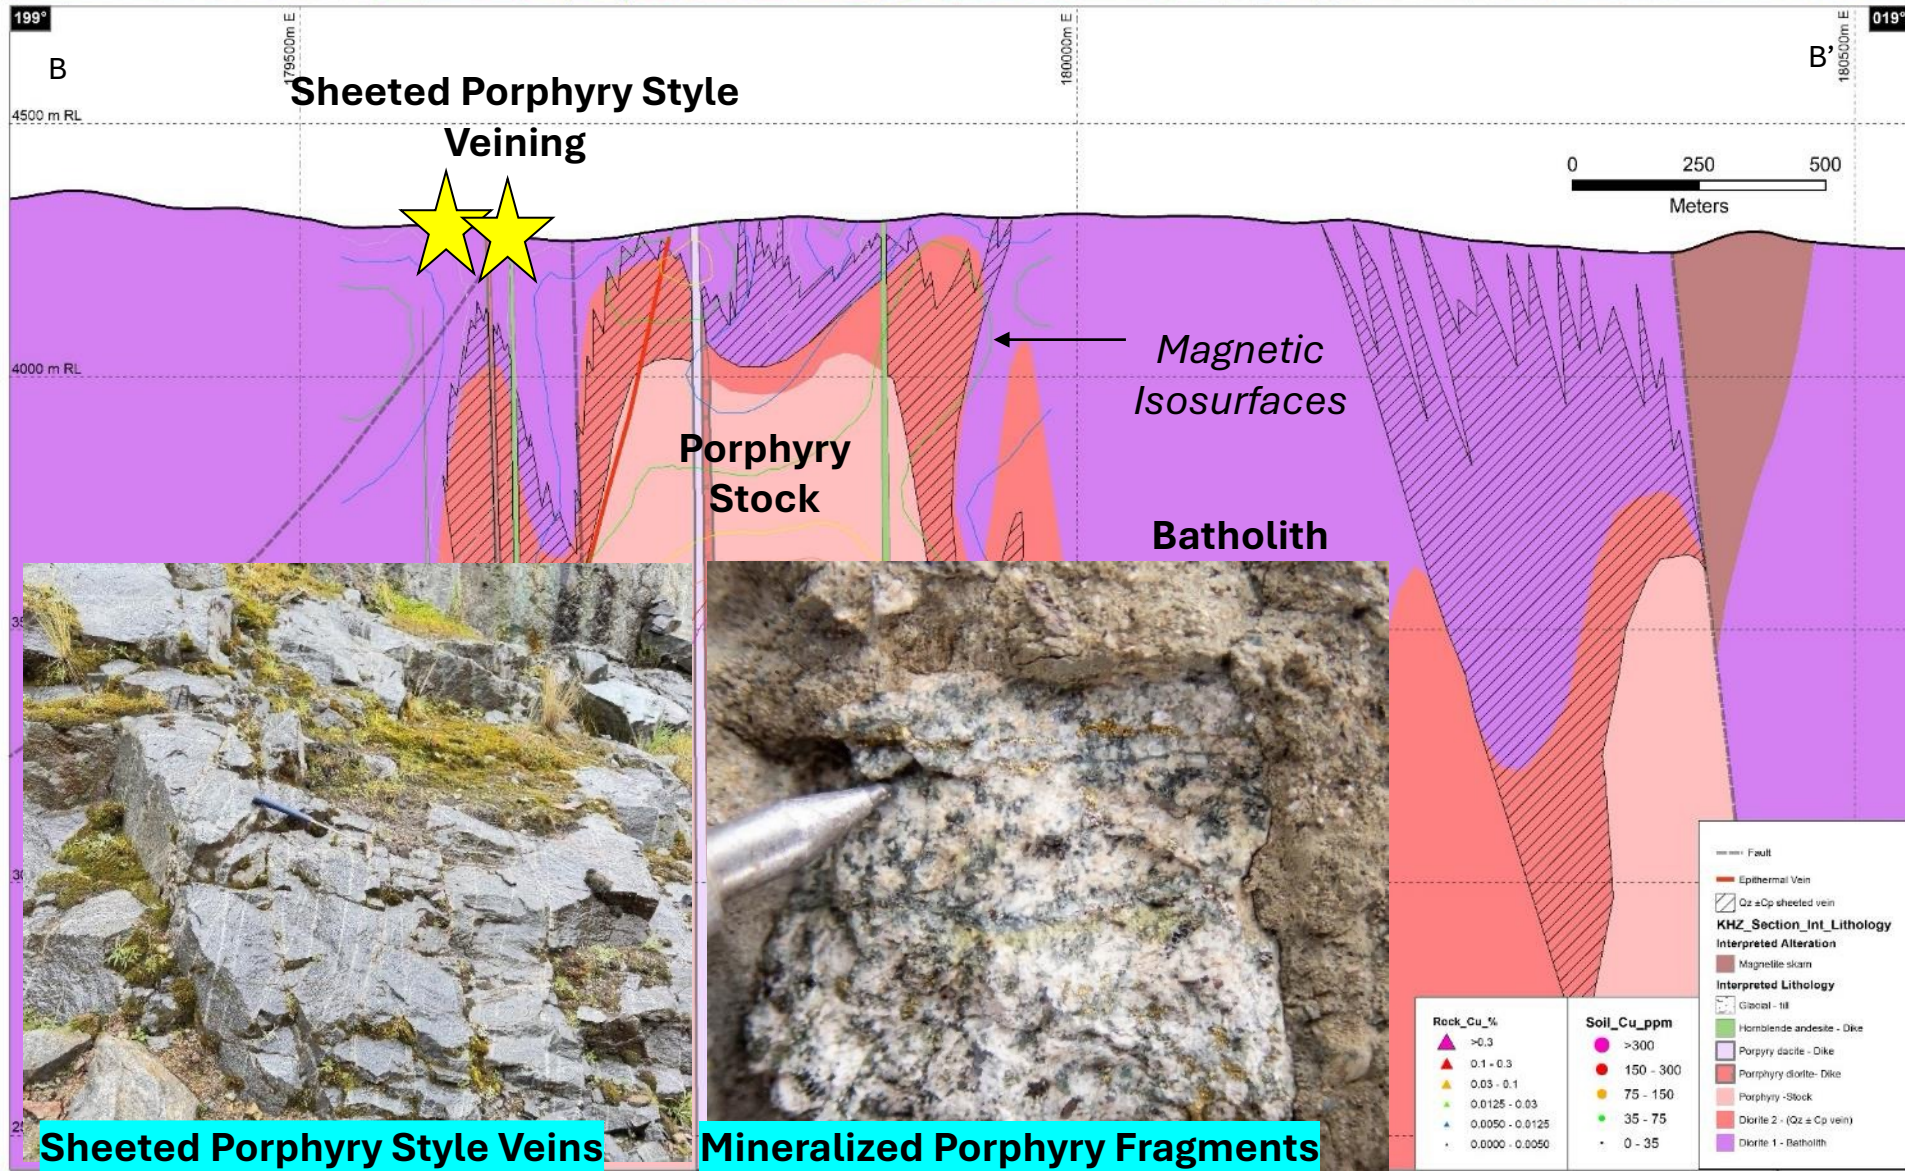 199°
019°
B
B’
179500m E
180000m E
180500m E
Sheeted Porphyry Style
Veining
4500 m RL
0 250 500
Meters
4000 m RL
Magnetic
Isosurfaces
Porphyry
Stock
Batholith
35
30
25
Fault
Epithermal Vein
Qz ±Cp sheeted vein
KHZ_Section_Int_Lithology
Interpreted Alteration
Magnetite skarn
Interpreted Lithology
Glacial - till
Hornblende andesite - Dike
Porpyry dacite - Dike
Porphyry diorite- Dike
Porphyry -Stock
Diorite 2 - (Qz ± Cp vein)
Diorite 1 - Batholith
Rock_Cu_%
>0.3
0.1 - 0.3
0.03 - 0.1
0.0125 - 0.03
0.0050 - 0.0125
0.0000 - 0.0050
Soil_Cu_ppm
>300
150 - 300
75 - 150
35 - 75
0 - 35
Sheeted Porphyry Style Veins
Mineralized Porphyry Fragments